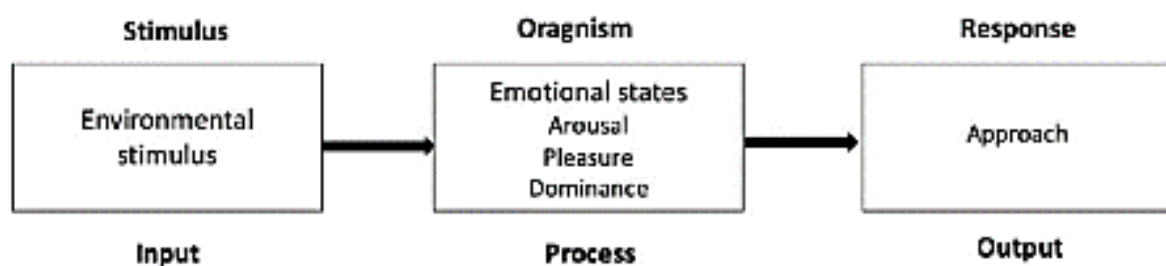 Stimulus
Oragnism
Response
Environmental
stimulus
Emotional states
Arousal
Pleasure
Dominance
Approach
Input
Process
Output